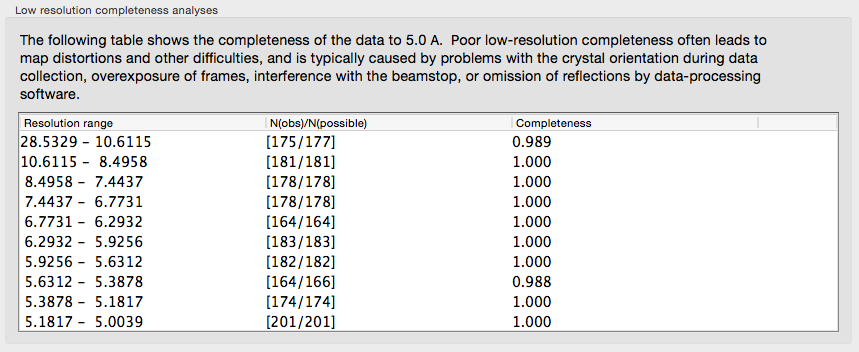 Low resolution completeness analyses
The following table shows the completeness of the data to 5.0 A.  Poor low-resolution completeness often leads to
map distortions and other difficulties, and is typically caused by problems with the crystal orientation during data
collection, overexposure of frames, interference with the beamstop, or omission of reflections by data-processing
software.
Resolution range N(obs)/N(possible) Completeness
28.5329 - 10.6115 [175/177] 0.989
10.6115 - 8.4958 [181/181] 1.000
8.4958 - 7.4437 [178/178] 1.000
7.4437 - 6.7731 [178/178] 1.000
6.7731 - 6.2932 [164/164] 1.000
6.2932 - 5.9256 [183/183] 1.000
5.9256 - 5.6312 [182/182] 1.000
5.6312 - 5.3878 [164/166] 0.988
5.3878 - 5.1817 [174/174] 1.000
5.1817 - 5.0039 [201/201] 1.000